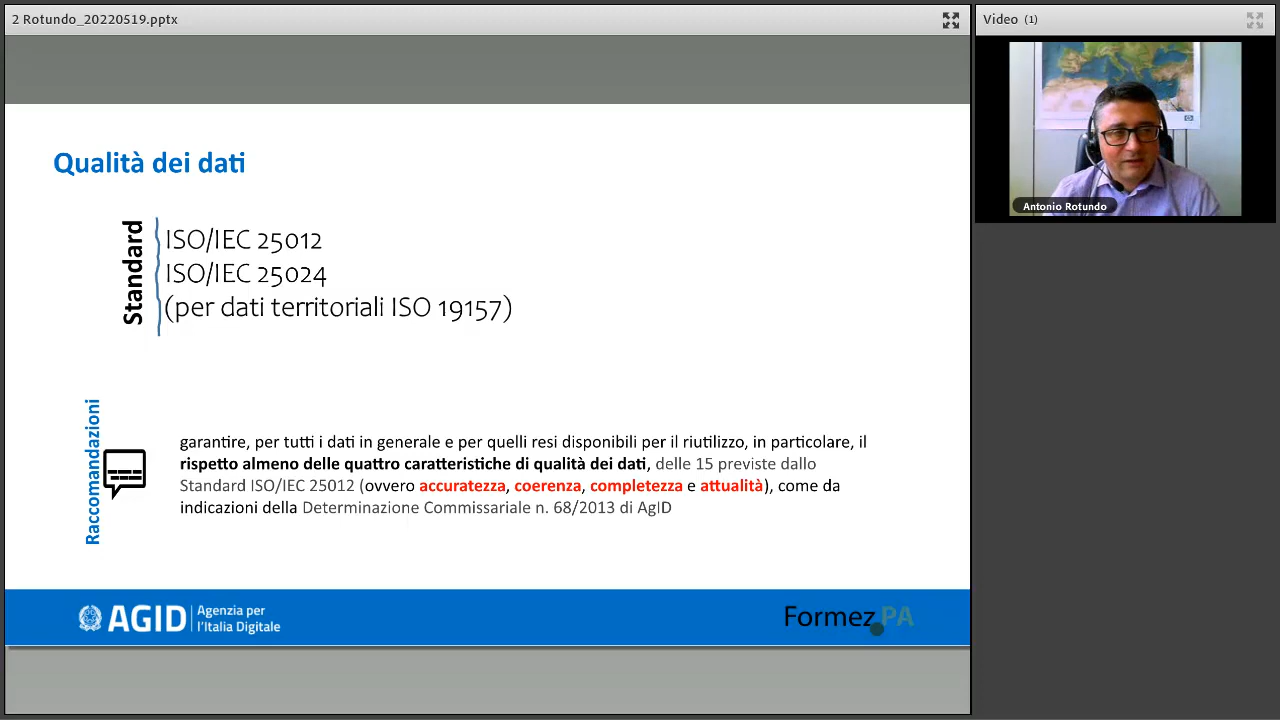 2 Rotundo_20220519.pptx
Video (1)
Antonio Rotundo
Qualità dei dati
Standard
ISO/IEC 25012
ISO/IEC 25024
(per dati territoriali ISO 19157)
Raccomandazioni
garantire, per tutti i dati in generale e per quelli resi disponibili per il riutilizzo, in particolare, il
rispetto almeno delle quattro caratteristiche di qualità dei dati, delle 15 previste dallo
Standard ISO/IEC 25012 (ovvero accuratezza, coerenza, completezza e attualità), come da
indicazioni della Determinazione Commissariale n. 68/2013 di AgID
AGID
Agenzia per
l'Italia Digitale
Formez PA